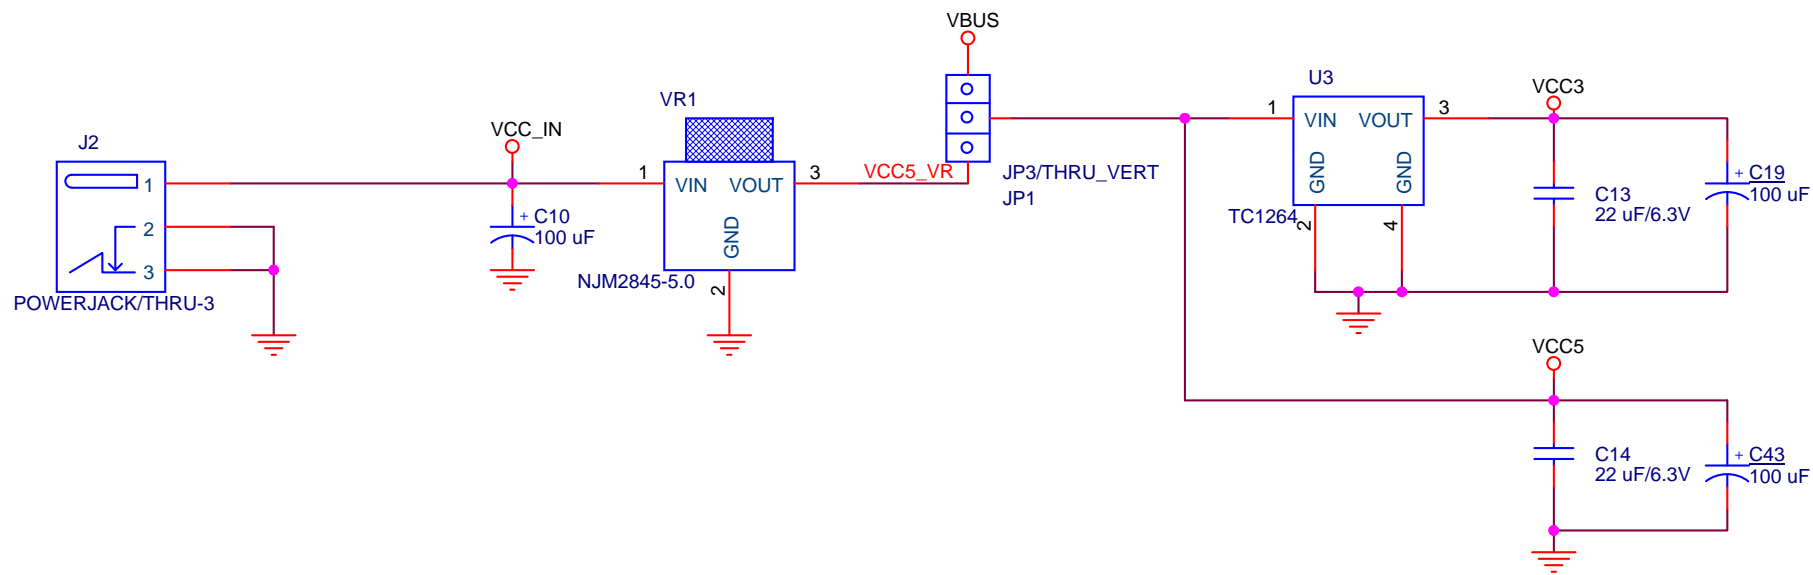 VBUS
U3
VR1
VCC3
J2
VCC_IN
1
VIN
VOUT
3
GND
GND
2
4
TC1264
JP3/THRU_VERT
JP1
VCC5_VR
1
VIN
VOUT
3
GND
2
NJM2845-5.0
+ C10
100 uF
1
2
3
POWERJACK/THRU-3
C13
22 uF/6.3V
+ C19
100 uF
VCC5
C14
22 uF/6.3V
+ C43
100 uF